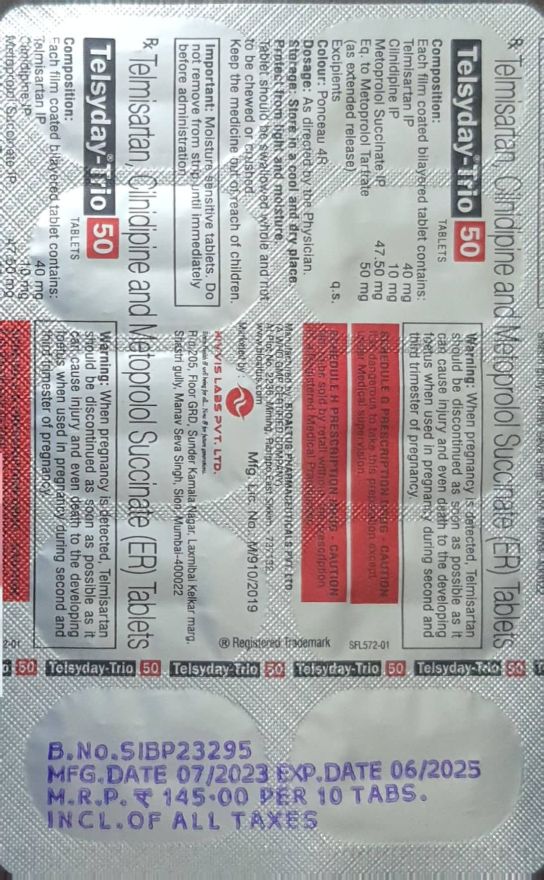 Shastri gully, Manav Seva Singh, Sion, Mumbai-400022
Rx Telmisartan, Cilnidipine and Metoprolol Succinate (ER) Tablets
Telsyday®-Trio 50
TABLETS
Composition:
Each film coated bilayered tablet contains:
Telmisartan IP 40 mg
Cilnidipine IP 10 mg
Metoprolol Succinate IP 47.50 mg
Eq. to Metoprolol Tartrate 50 mg
(as extended release)
Excipients q.s.
Colour: Ponceau 4R
Dosage: As directed by the Physician.
Storage: Store in a cool and dry place.
Protect from light and moisture.
Tablet should be swallowed whole and not
to be chewed or crushed.
Keep the medicine out of reach of children.
Important: Moisture sensitive tablets. Do
not remove from strip until immediately
before administration.
Warning: When pregnancy is detected, Telmisartan
should be discontinued as soon as possible as it
can cause injury and even death to the developing
foetus when used in pregnancy during second and
third trimester of pregnancy.
SCHEDULE G PRESCRIPTION DRUG - CAUTION
It is dangerous to take this preparation except
under Medical supervision.
SCHEDULE H PRESCRIPTION DRUG - CAUTION
Not to be sold by retail without the prescription
of a Registered Medical Practitioner.
Manufactured by: BIOALTUS PHARMACEUTICALS PVT. LTD.
(A WHO GMP CERTIFIED COMPANY)
At Plot No. 2236, Mining, Rangpo, East Sikkim - 737132.
www.bioaltus.com
Mfg. Lic. No.: M/910/2019
Marketed by:
KIVVIS LABS PVT. LTD.
R.n.205, Floor GRD, Sunder Kamala Nagar, Laxmibai Kelkar marg,
Shastri gully, Manav Seva Singh, Sion, Mumbai-400022
Rx Telmisartan, Cilnidipine and Metoprolol Succinate (ER) Tablets
Telsyday®-Trio 50
TABLETS
Composition:
Each film coated bilayered tablet contains:
Telmisartan IP 40 mg
Cilnidipine IP 10 mg
Metoprolol Succinate IP 47.50 mg
Warning: When pregnancy is detected, Telmisartan
should be discontinued as soon as possible as it
can cause injury and even death to the developing
foetus when used in pregnancy during second and
third trimester of pregnancy.
PRESCRIPTION DRUG - CAUTION
® Registered Trademark
SFL572-01
Telsyday-Trio 50
Telsyday-Trio 50
Telsyday-Trio 50
Telsyday-Trio 50
Telsyday-Trio 50
B.No.SIBP23295
MFG.DATE 07/2023 EXP.DATE 06/2025
M.R.P. ₹ 145.00 PER 10 TABS.
INCL.OF ALL TAXES